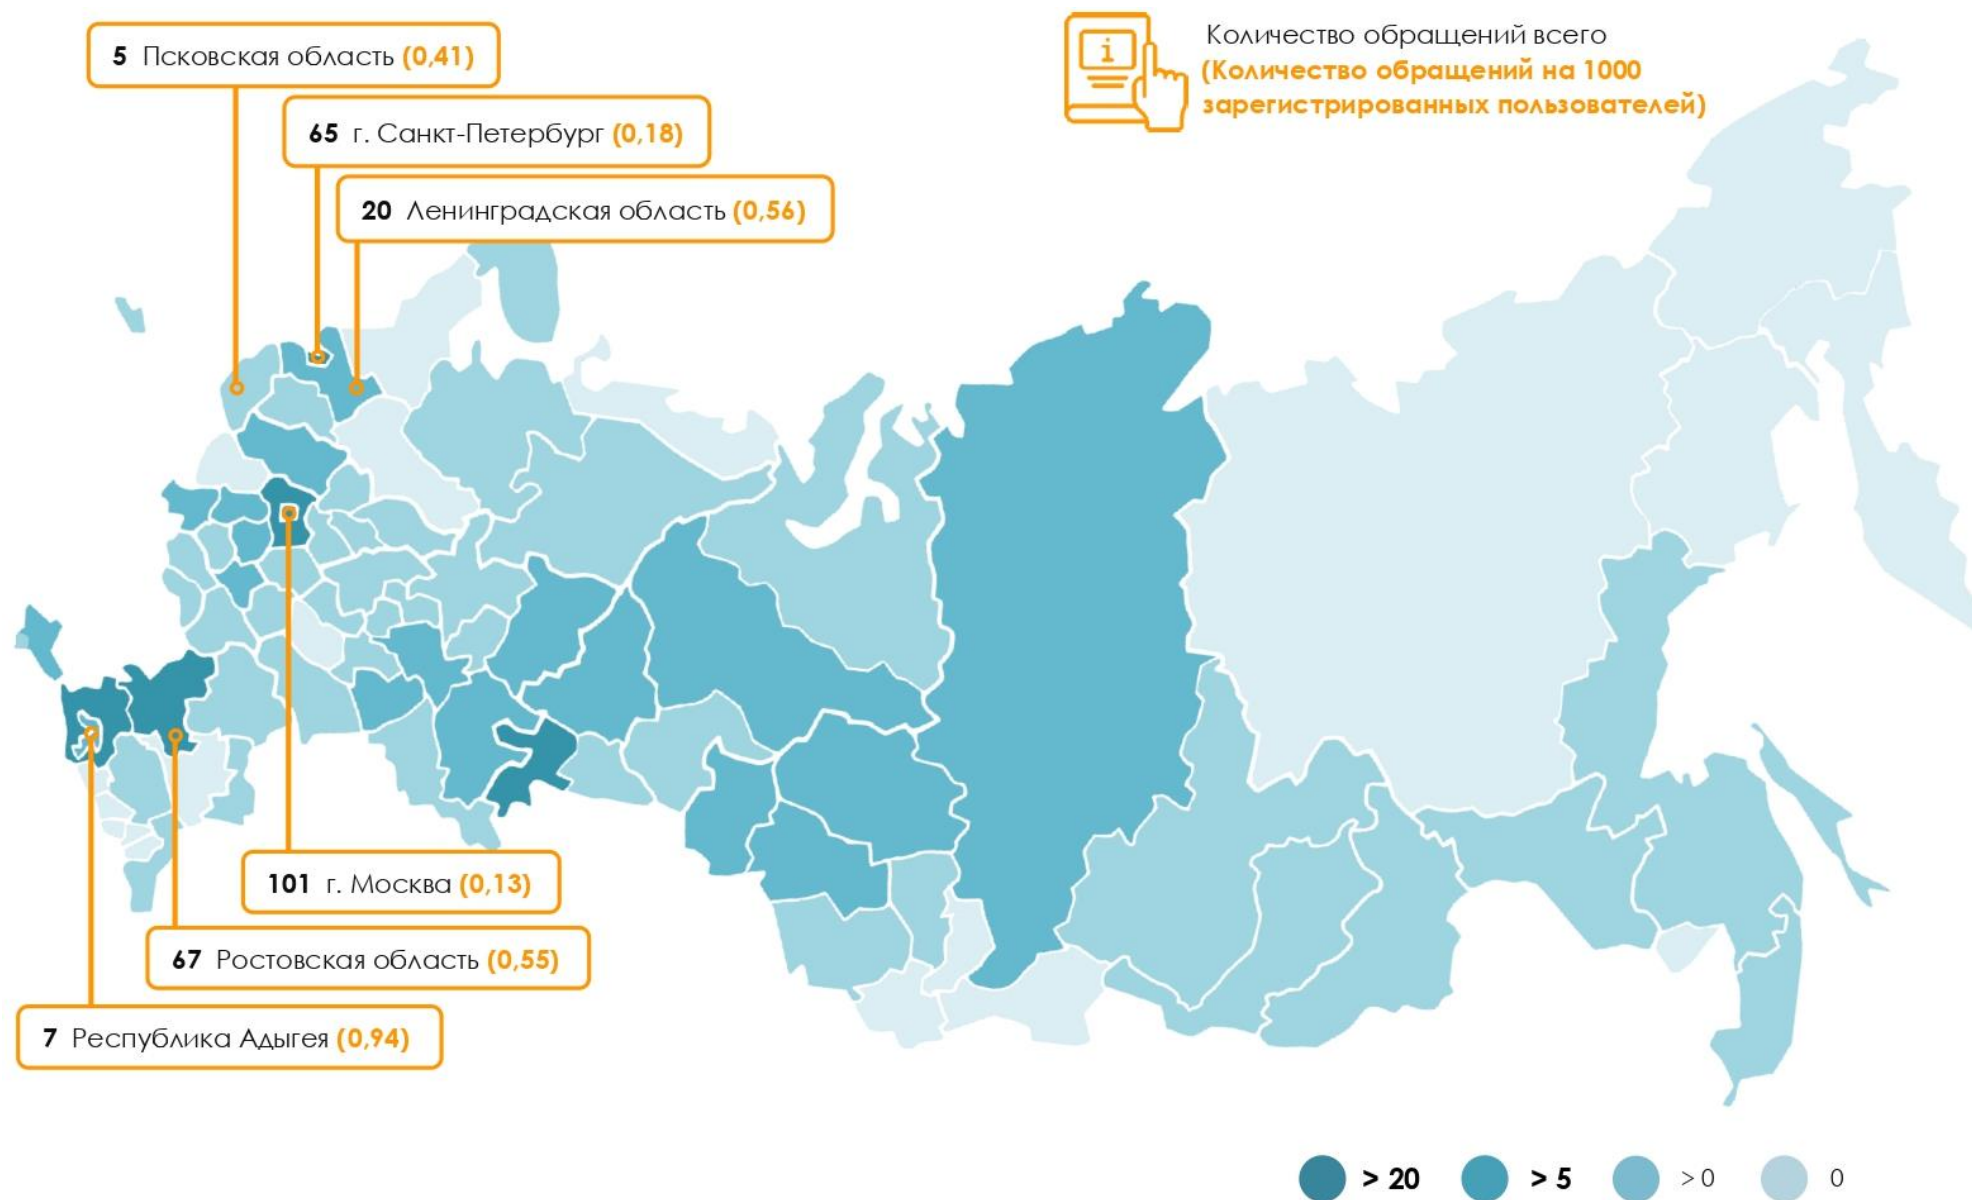 5 Псковская область (0,41)
65 г. Санкт-Петербург (0,18)
20 Ленинградская область (0,56)
i
Количество обращений всего
(Количество обращений на 1000
зарегистрированных пользователей)
101 г. Москва (0,13)
67 Ростовская область (0,55)
7 Республика Адыгея (0,94)
> 20 > 5 > 0 0